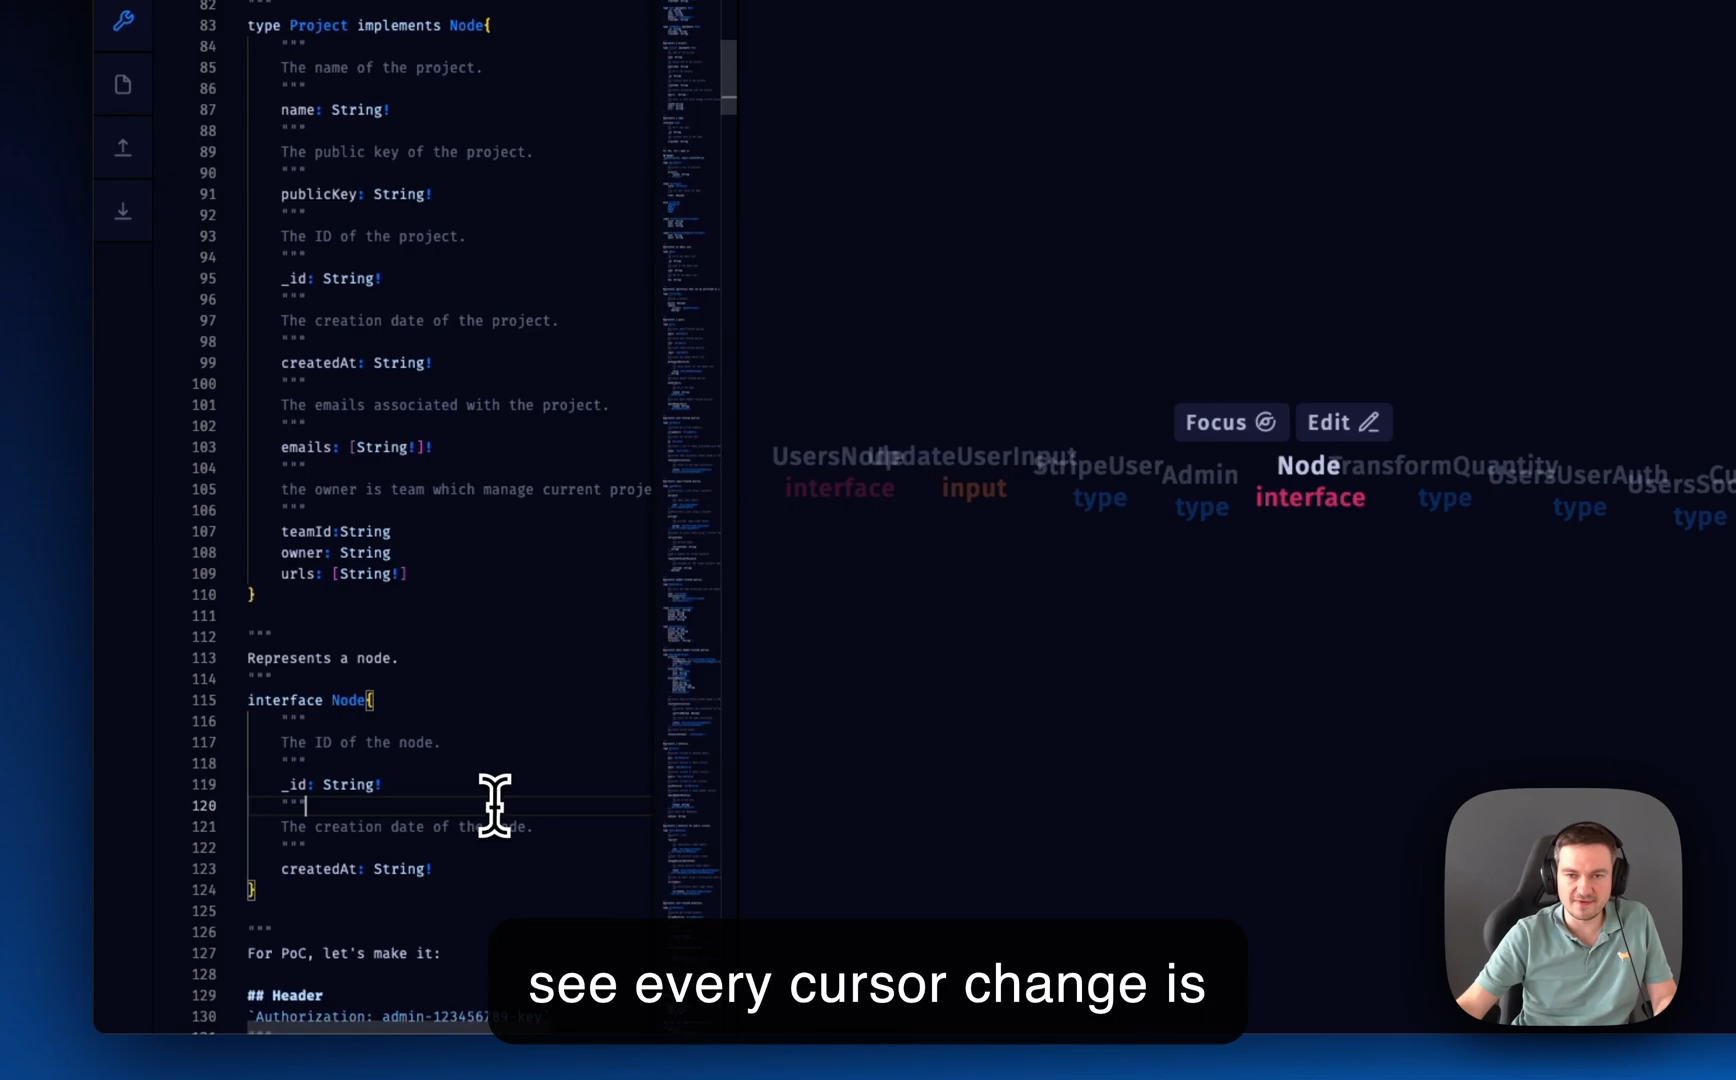 82
83 type Project implements Node{
84 """
85 The name of the project.
86 """
87 name: String!
88 """
89 The public key of the project.
90 """
91 publicKey: String!
92 """
93 The ID of the project.
94 """
95 _id: String!
96 """
97 The creation date of the project.
98 """
99 createdAt: String!
100 """
101 The emails associated with the project.
102 """
103 emails: [String!]!
104 """
105 the owner is team which manage current proje
106 """
107 teamId:String
108 owner: String
109 urls: [String!]
110 }
111
112 """
113 Represents a node.
114 """
115 interface Node{
116 """
117 The ID of the node.
118 """
119 _id: String!
120 """
121 The creation date of the node.
122 """
123 createdAt: String!
124 }
125
126 """
127 For PoC, let's make it:
128
129 ## Header
130 `Authorization: admin-123456789-key`
Focus Edit
UsersNode UpdateUserInput StripeUser Admin Node TransformQuantity UsersUserAuth
interface input type type interface type type type
see every cursor change is